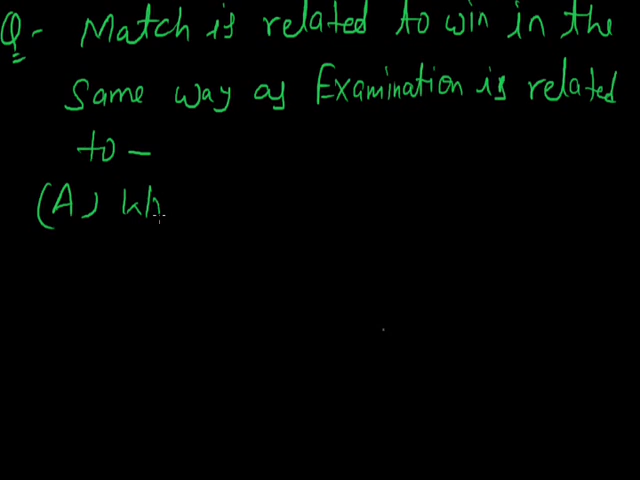 Q- Match is related to win in the
Same way as Examination is related
to -
(A)